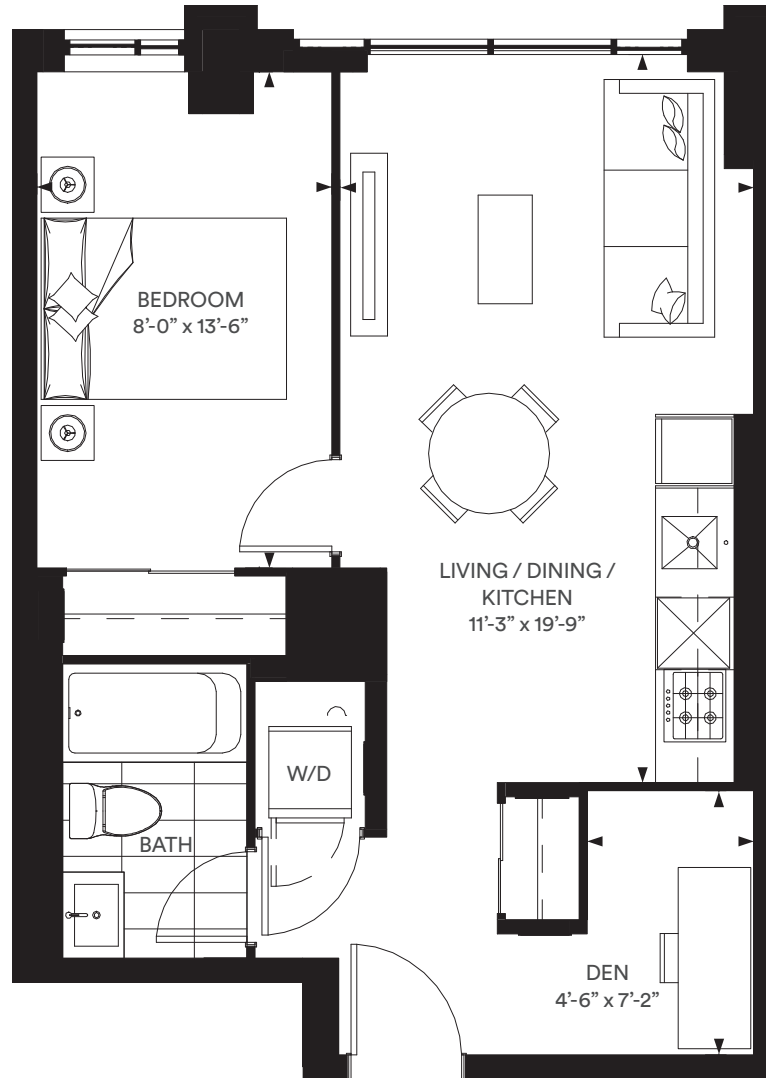 BEDROOM
8’-0” x 13’-6”
LIVING / DINING /
KITCHEN
11’-3” x 19’-9”
W/D
BATH
DEN
4’-6” x 7’-2”